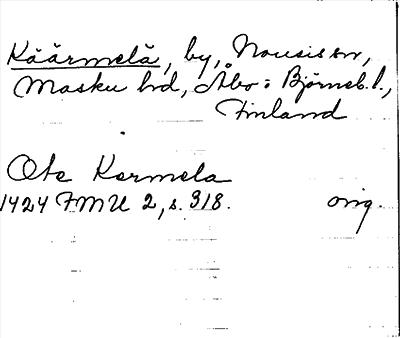 Käärmelä, by, Nousis sn,
Masku hd, Åbo o Björneb. l.,
Finland
Ote Kermela
1424 FMU 2, s. 318. orig.